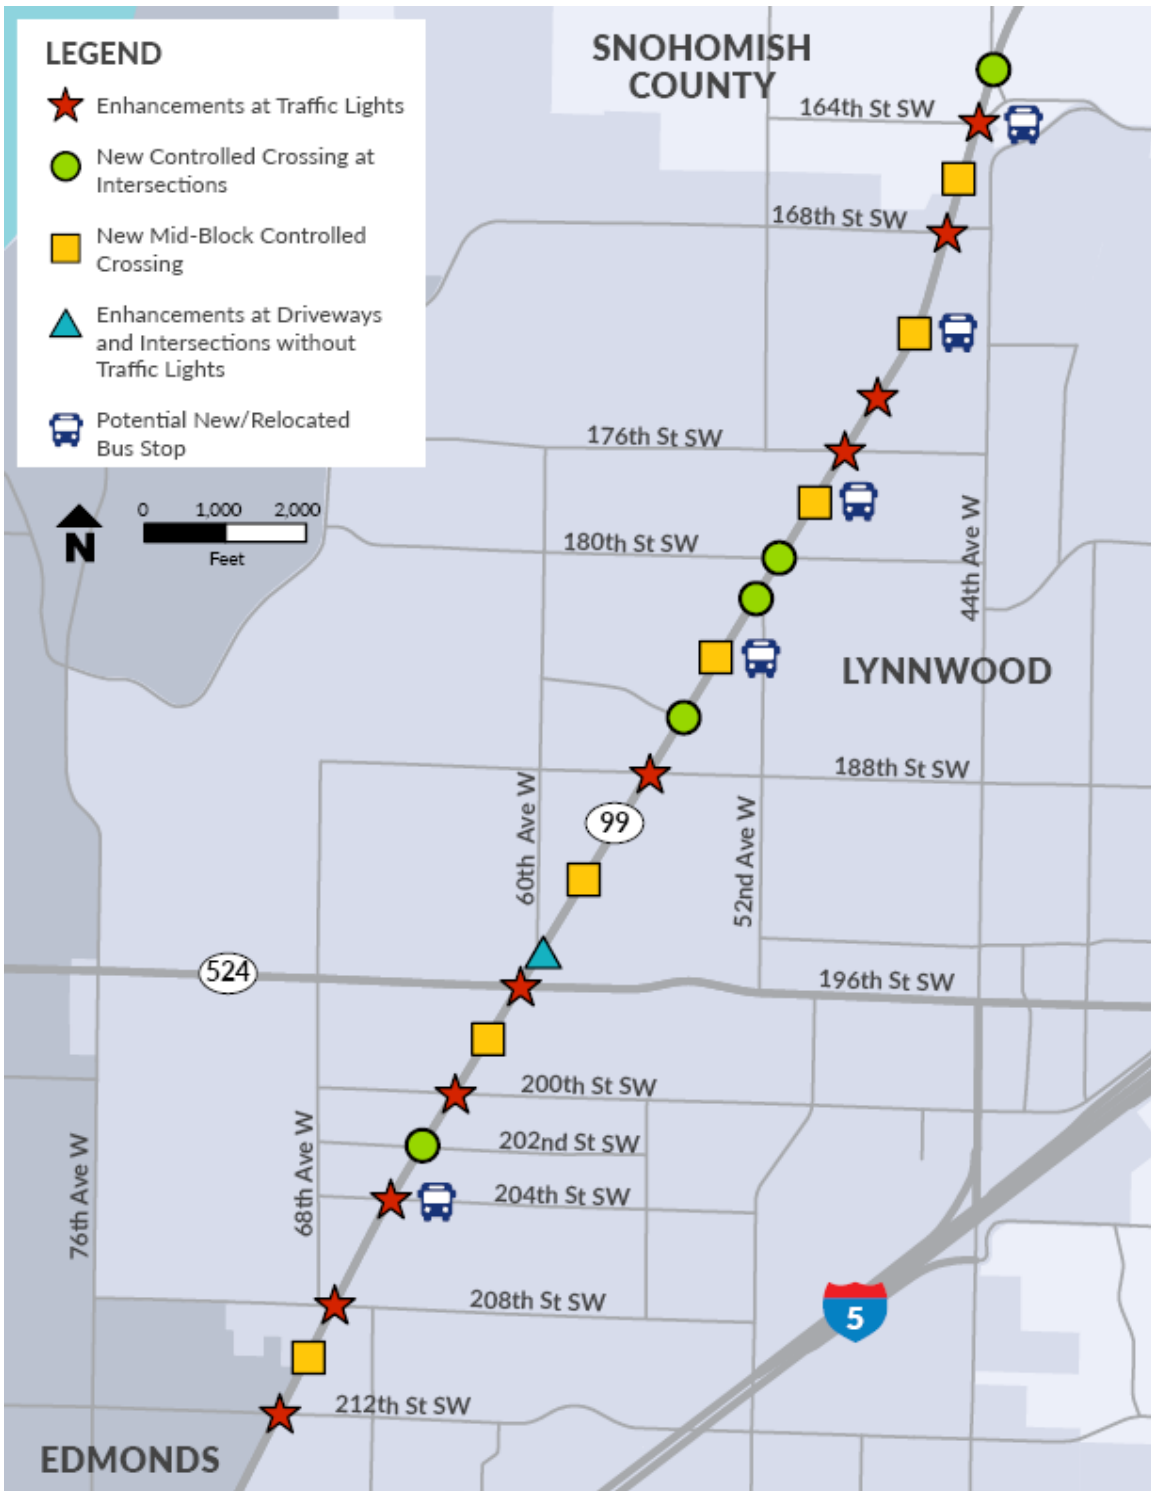 LEGEND
Enhancements at Traffic Lights
New Controlled Crossing at
Intersections
New Mid-Block Controlled
Crossing
Enhancements at Driveways
and Intersections without
Traffic Lights
Potential New/Relocated
Bus Stop
N
0 1,000 2,000
Feet
SNOHOMISH
COUNTY
164th St SW
168th St SW
176th St SW
180th St SW
44th Ave W
LYNNWOOD
188th St SW
60th Ave W
99
52nd Ave W
524
196th St SW
200th St SW
202nd St SW
204th St SW
68th Ave W
76th Ave W
208th St SW
5
212th St SW
EDMONDS